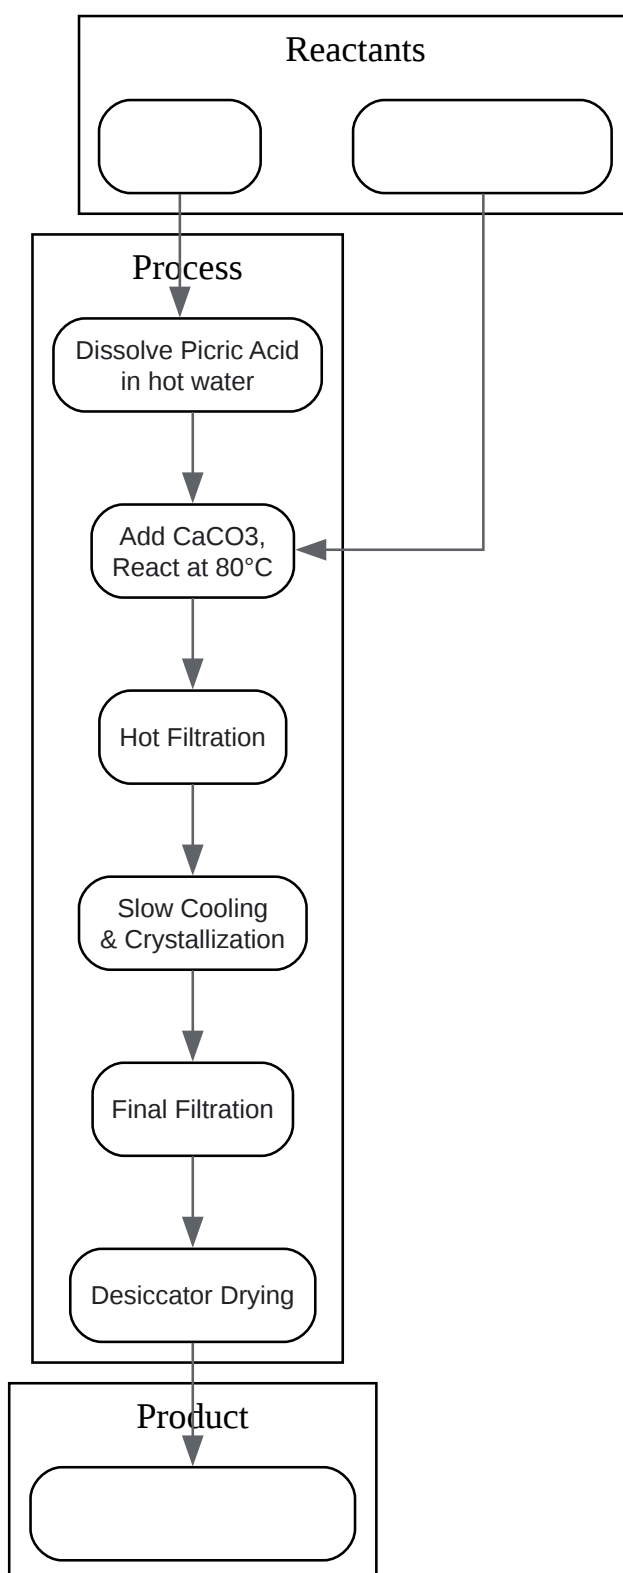 Reactants
Process
Dissolve Picric Acid
in hot water
Add CaCO3,
React at 80°C
Hot Filtration
Slow Cooling
& Crystallization
Final Filtration
Desiccator Drying
Product